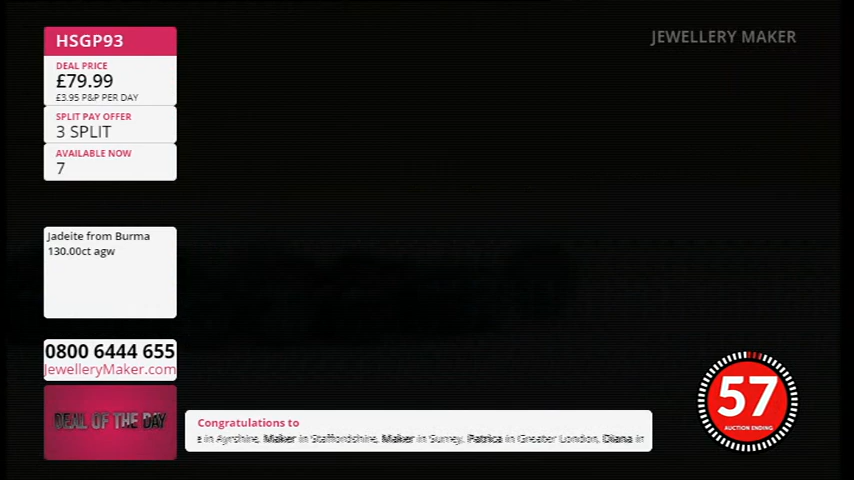 HSGP93
DEAL PRICE
£79.99
£3.95 P&P PER DAY
SPLIT PAY OFFER
3 SPLIT
AVAILABLE NOW
7
Jadeite from Burma
130.00ct agw
0800 6444 655
JewelleryMaker.com
DEAL OF THE DAY
JEWELLERY MAKER
Congratulations to
e in Ayrshire, Maker in Staffordshire, Maker in Surrey, Patrica in Greater London, Diana in
57
AUCTION ENDING